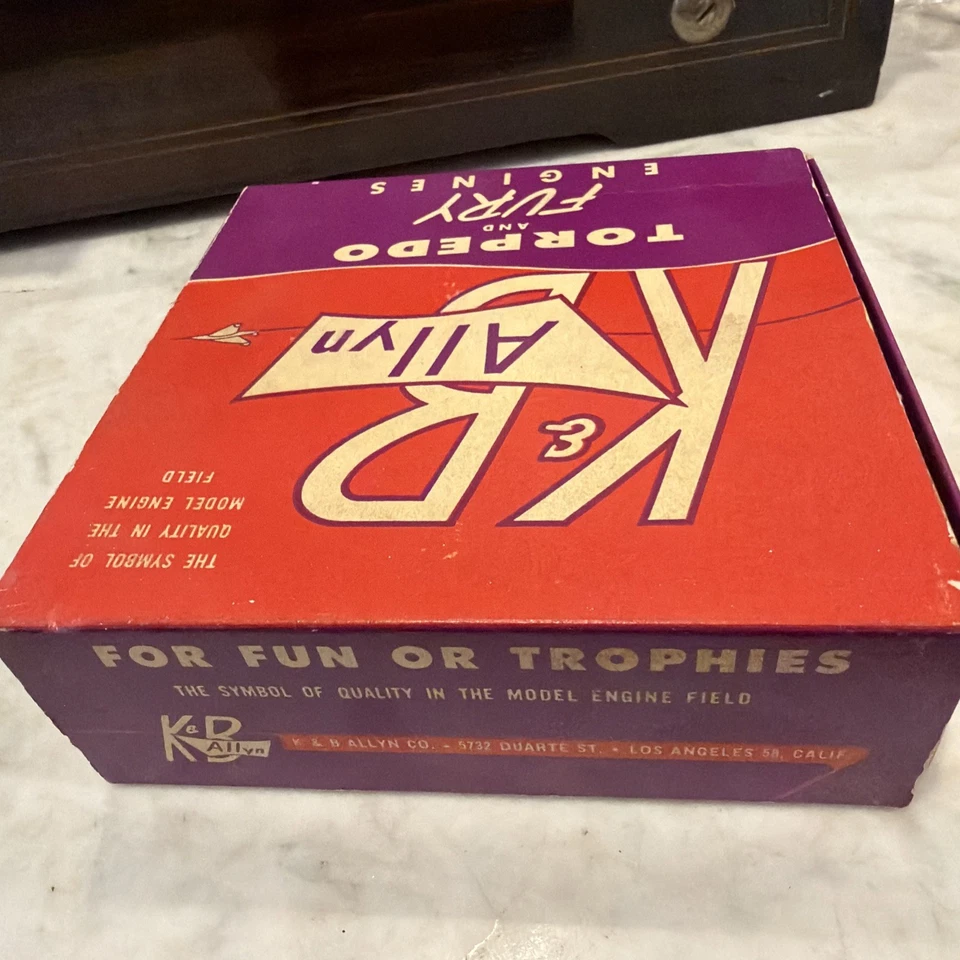 K & B
Allyn
THE SYMBOL OF
QUALITY IN THE
MODEL ENGINE
FIELD
TORPEDO
AND
FURY
ENGINES
FOR FUN OR TROPHIES
THE SYMBOL OF QUALITY IN THE MODEL ENGINE FIELD
K & B
Allyn
K & B ALLYN CO. • 5732 DUARTE ST. • LOS ANGELES 58, CALIF.